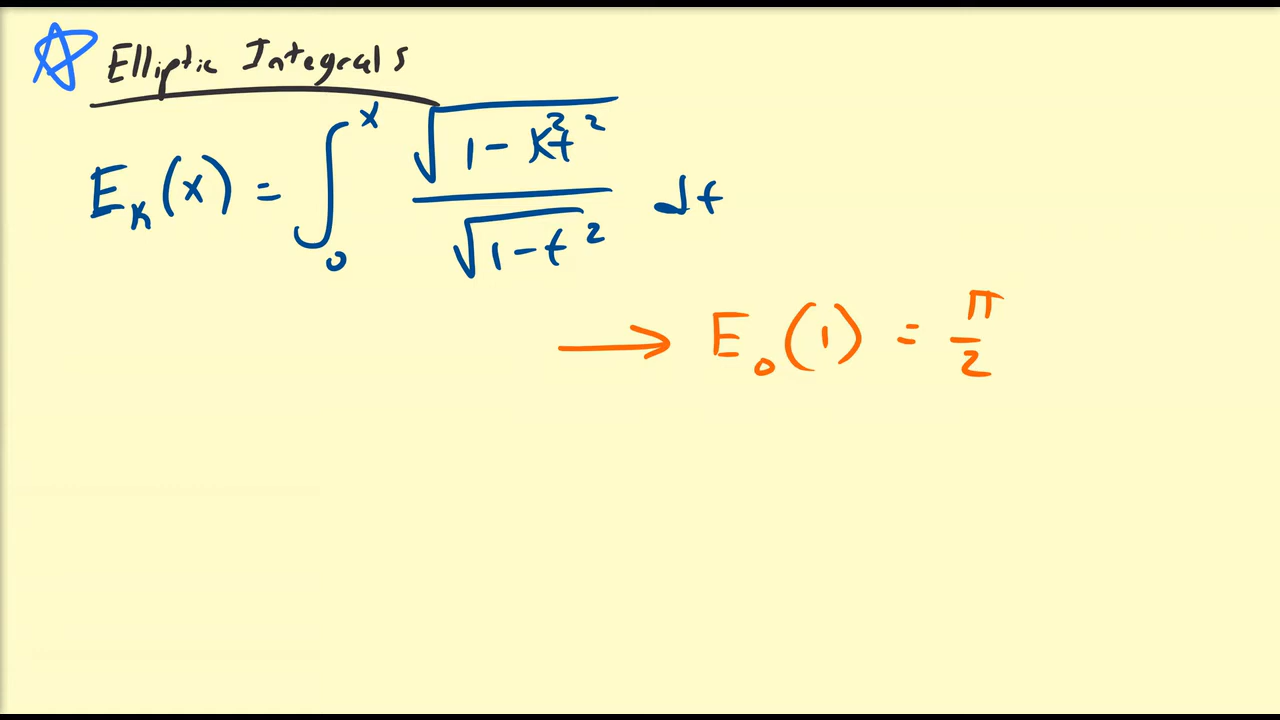 Elliptic Integrals
E_k(x) = ∫_0^x √(1 - k²t²) / √(1 - t²) dt
→ E_0(1) = π/2